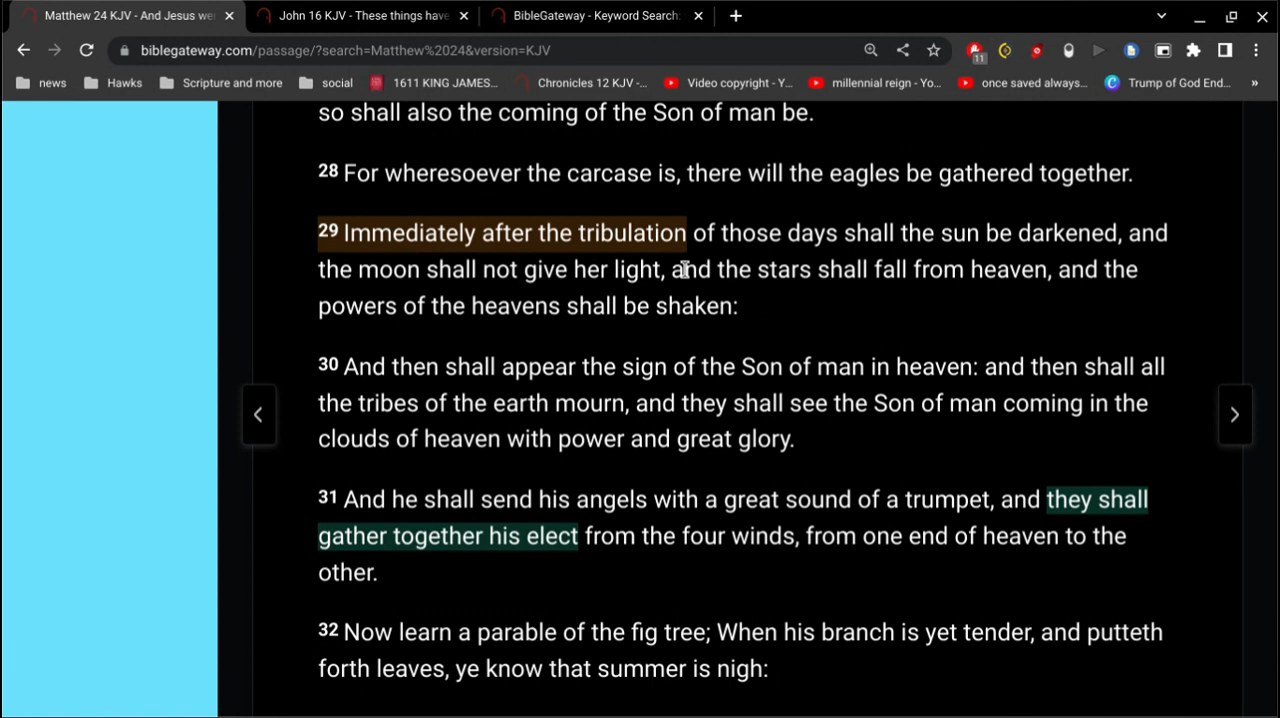 Matthew 24 KJV - And Jesus we
John 16 KJV - These things have
BibleGateway - Keyword Search:
biblegateway.com/passage/?search=Matthew%2024&version=KJV
11
news
Hawks
Scripture and more
social
1611 KING JAMES...
Chronicles 12 KJV -...
Video copyright - Y...
millennial reign - Yo...
once saved always...
Trump of God End...
»
so shall also the coming of the Son of man be.
28 For wheresoever the carcase is, there will the eagles be gathered together.
29 Immediately after the tribulation of those days shall the sun be darkened, and
the moon shall not give her light, and the stars shall fall from heaven, and the
powers of the heavens shall be shaken:
30 And then shall appear the sign of the Son of man in heaven: and then shall all
the tribes of the earth mourn, and they shall see the Son of man coming in the
clouds of heaven with power and great glory.
31 And he shall send his angels with a great sound of a trumpet, and they shall
gather together his elect from the four winds, from one end of heaven to the
other.
32 Now learn a parable of the fig tree; When his branch is yet tender, and putteth
forth leaves, ye know that summer is nigh: